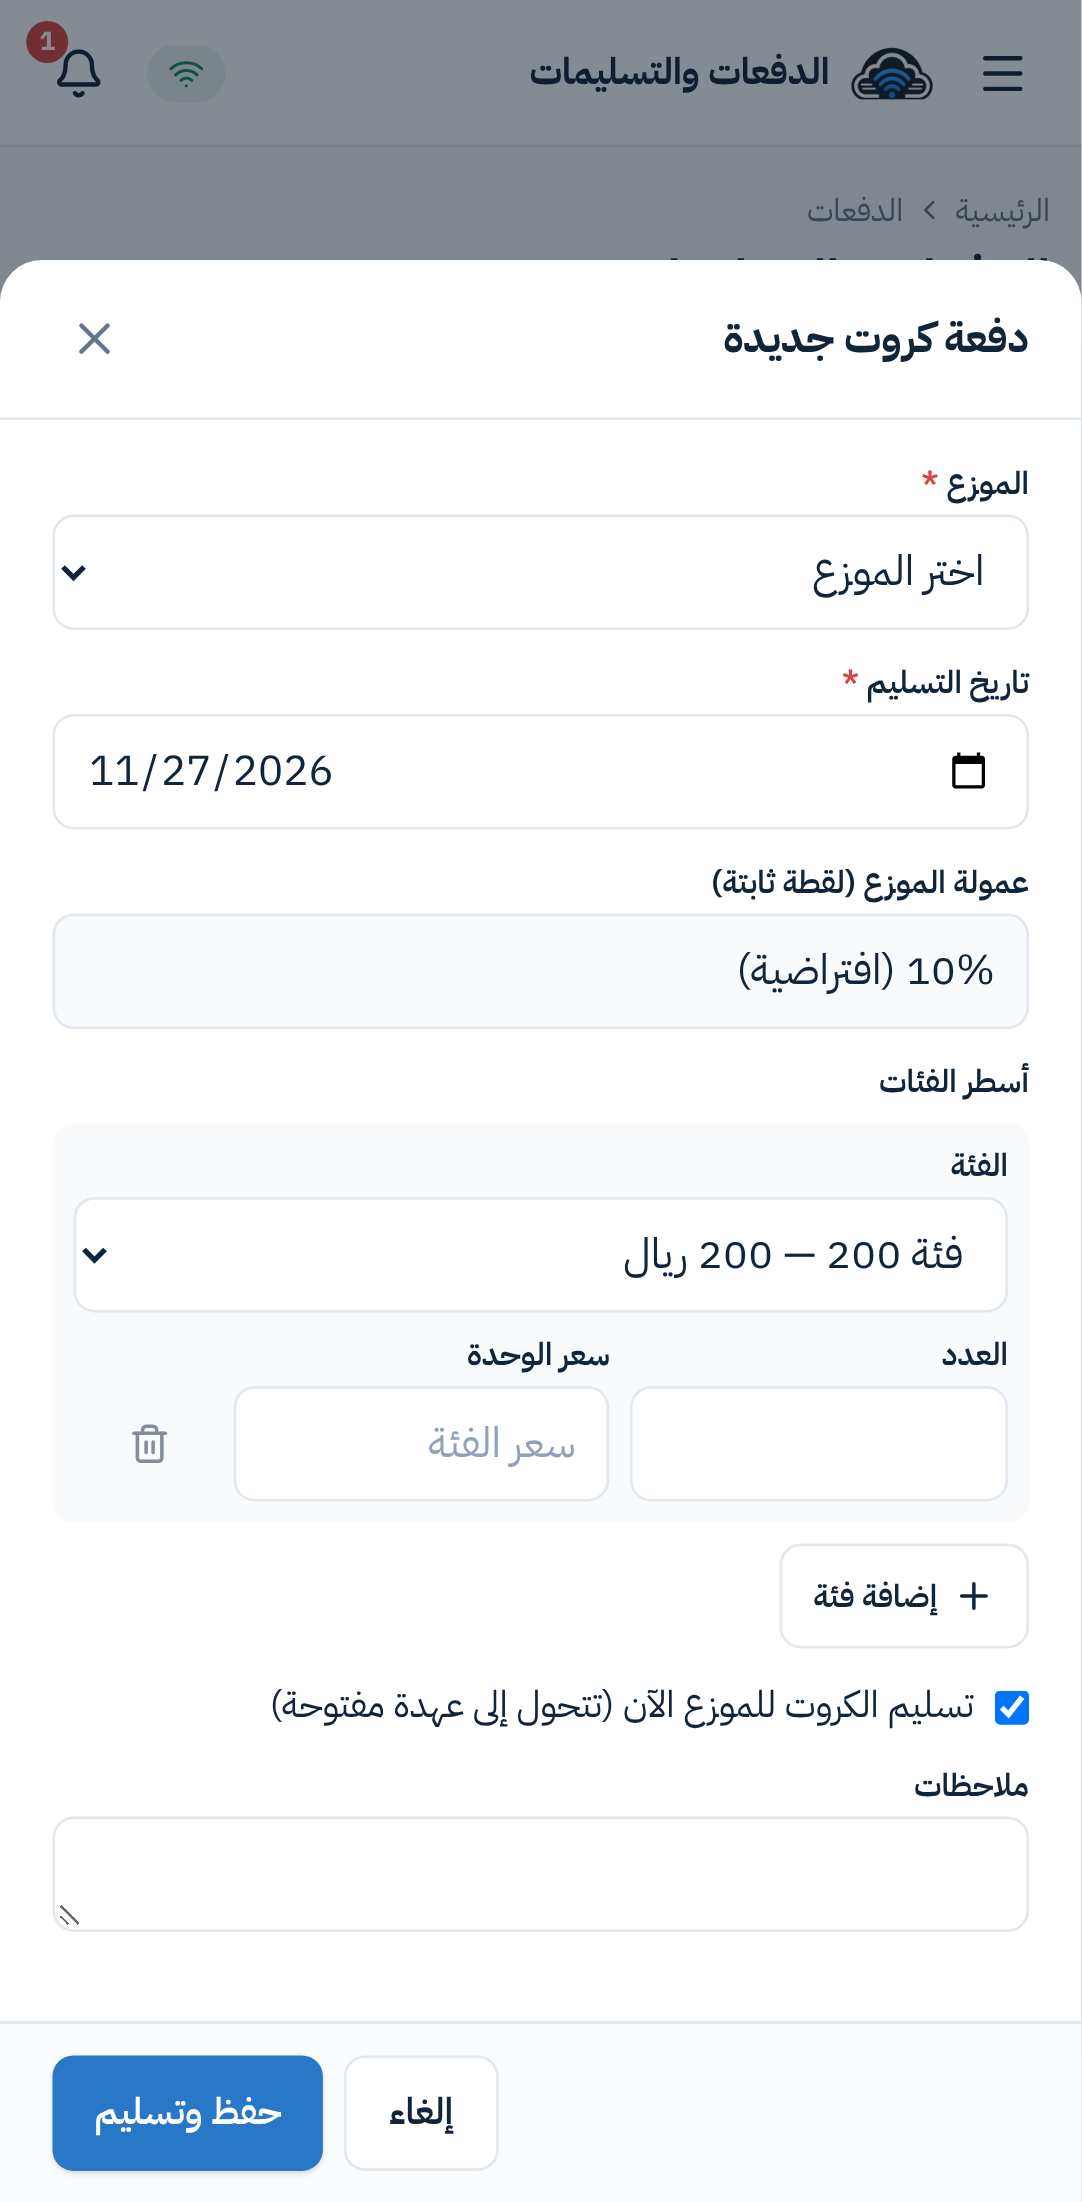 الدفعات والتسليمات
1
الرئيسية › الدفعات
دفعة كروت جديدة
الموزع *
اختر الموزع
تاريخ التسليم *
11/27/2026
عمولة الموزع (لقطة ثابتة)
10% (افتراضية)
أسطر الفئات
الفئة
فئة 200 — 200 ريال
العدد سعر الوحدة
سعر الفئة
إضافة فئة
تسليم الكروت للموزع الآن (تتحول إلى عهدة مفتوحة)
ملاحظات
إلغاء
حفظ وتسليم